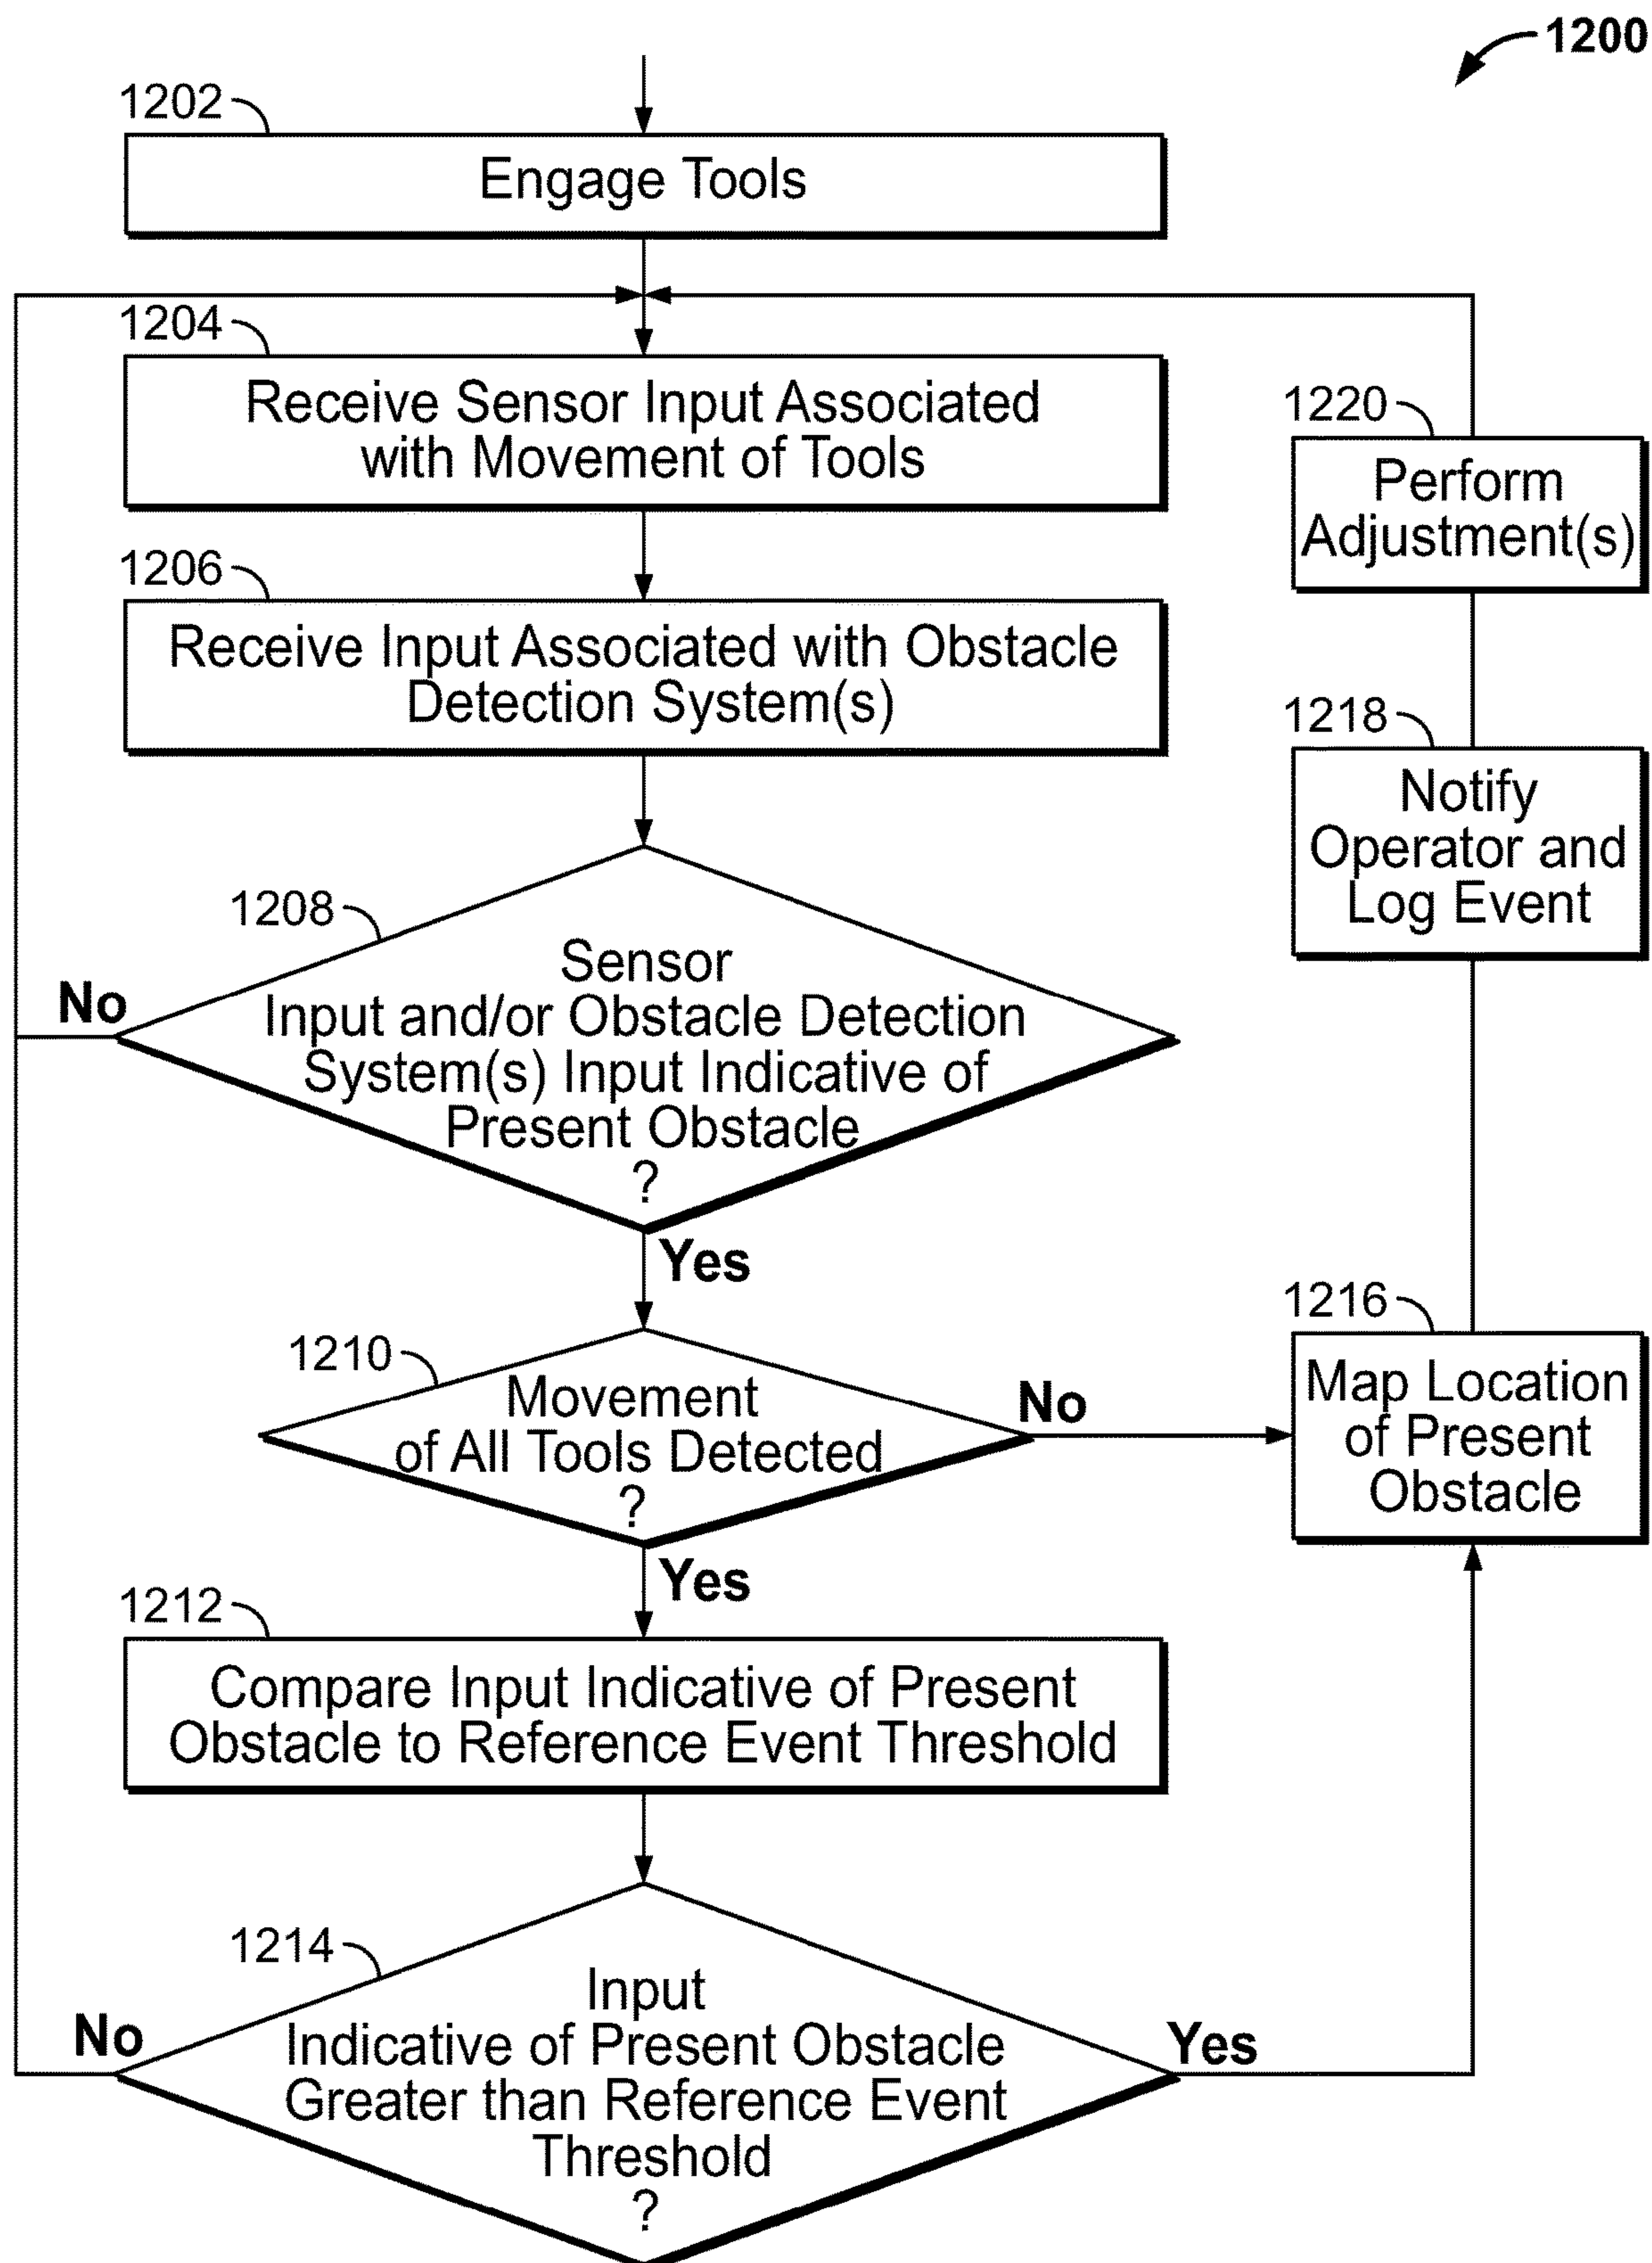 1200
1202
Engage Tools
1204
Receive Sensor Input Associated
with Movement of Tools
1206
Receive Input Associated with Obstacle
Detection System(s)
1208
Sensor
Input and/or Obstacle Detection
System(s) Input Indicative of
Present Obstacle
?
No
Yes
1210
Movement
of All Tools Detected
?
No
Yes
1212
Compare Input Indicative of Present
Obstacle to Reference Event Threshold
1214
Input
Indicative of Present Obstacle
Greater than Reference Event
Threshold
?
No
Yes
1216
Map Location
of Present
Obstacle
1218
Notify
Operator and
Log Event
1220
Perform
Adjustment(s)